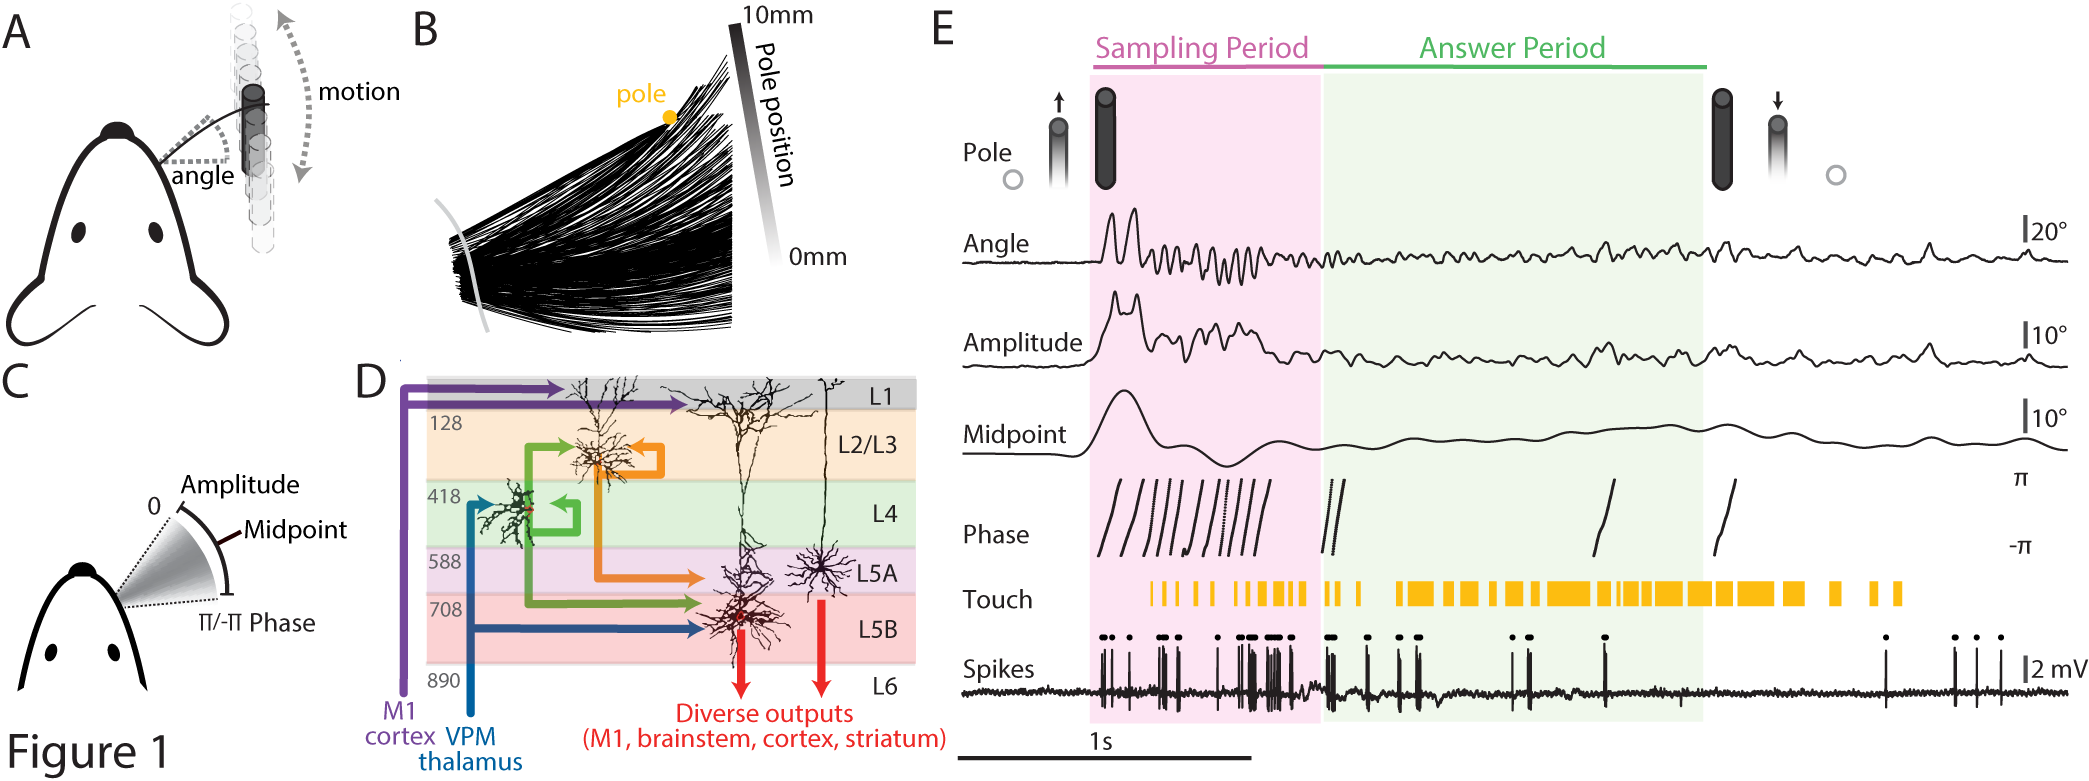 A
motion
angle
B
10mm
Pole position
pole
0mm
C
0
Amplitude
Midpoint
π/-π Phase
D
L1
128
L2/L3
418
L4
588
L5A
708
L5B
890
L6
M1
cortex
VPM
thalamus
Diverse outputs
(M1, brainstem, cortex, striatum)
E
Sampling Period
Answer Period
Pole
Angle
20°
Amplitude
10°
Midpoint
10°
π
Phase
-π
Touch
Spikes
2 mV
1s
Figure 1